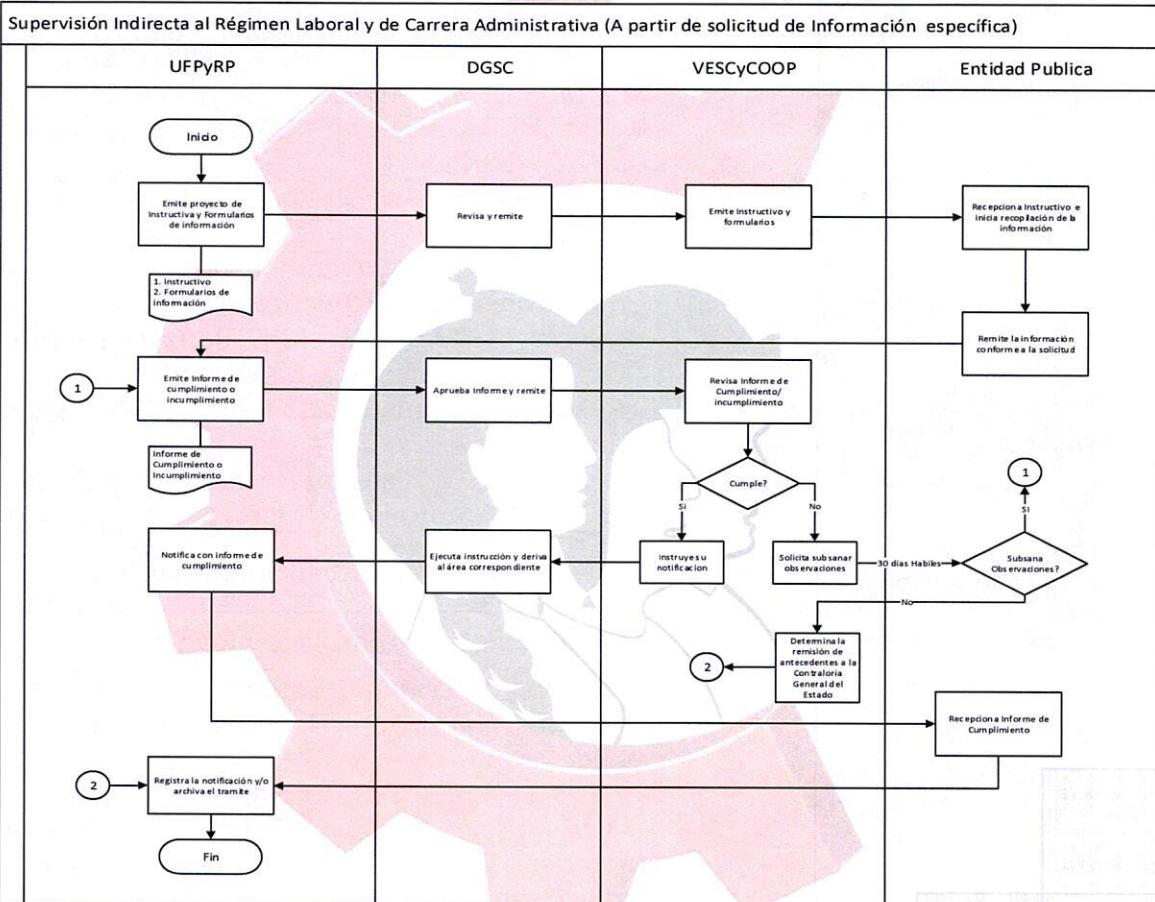 Supervisión Indirecta al Régimen Laboral y de Carrera Administrativa (A partir de solicitud de Información específica)
UFPyRP
DGSC
VESCyCOOP
Entidad Publica
Inicio
Emite proyecto de
Instructiva y Formularios
de información
Revisa y remite
Emite Instructivo y
formularios
Recepciona Instructivo e
inicia recopilación de la
información
1. Instructivo
2. Formularios de
información
Remite la información
conforme a la solicitud
1
Emite Informe de
cumplimiento o
incumplimiento
Aprueba Informe y remite
Revisa Informe de
Cumplimiento/
incumplimiento
Informe de
Cumplimiento o
Incumplimiento
Cumple?
1
Si
No
Si
Notifica con informe de
cumplimiento
Ejecuta instrucción y deriva
al área correspondiente
Instruye su
notificacion
Solicita subsanar
observaciones
30 días Habiles
Subsana
Observaciones?
No
Determina la
remisión de
antecedentes a la
Contraloría
General del
Estado
2
Recepciona Informe de
Cumplimiento
2
Registra la notificación y/o
archiva el tramite
Fin